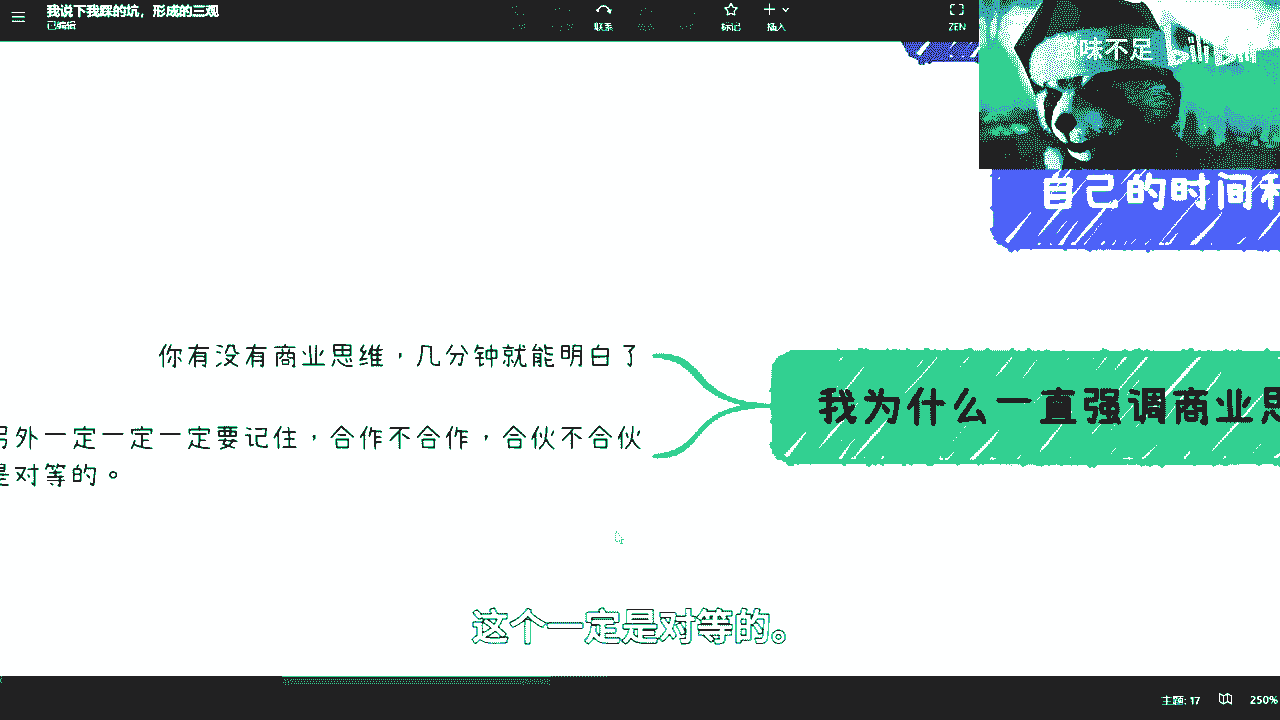 我说下我踩的坑，形成的三观
已编辑
联系
标记
插入
ZEN
味不足 bilibili
自己的时间和
你有没有商业思维，几分钟就能明白了
我为什么一直强调商业思
另外一定一定一定要记住，合作不合作，合伙不合伙
是对等的。
这个一定是对等的。
主题: 17
250%